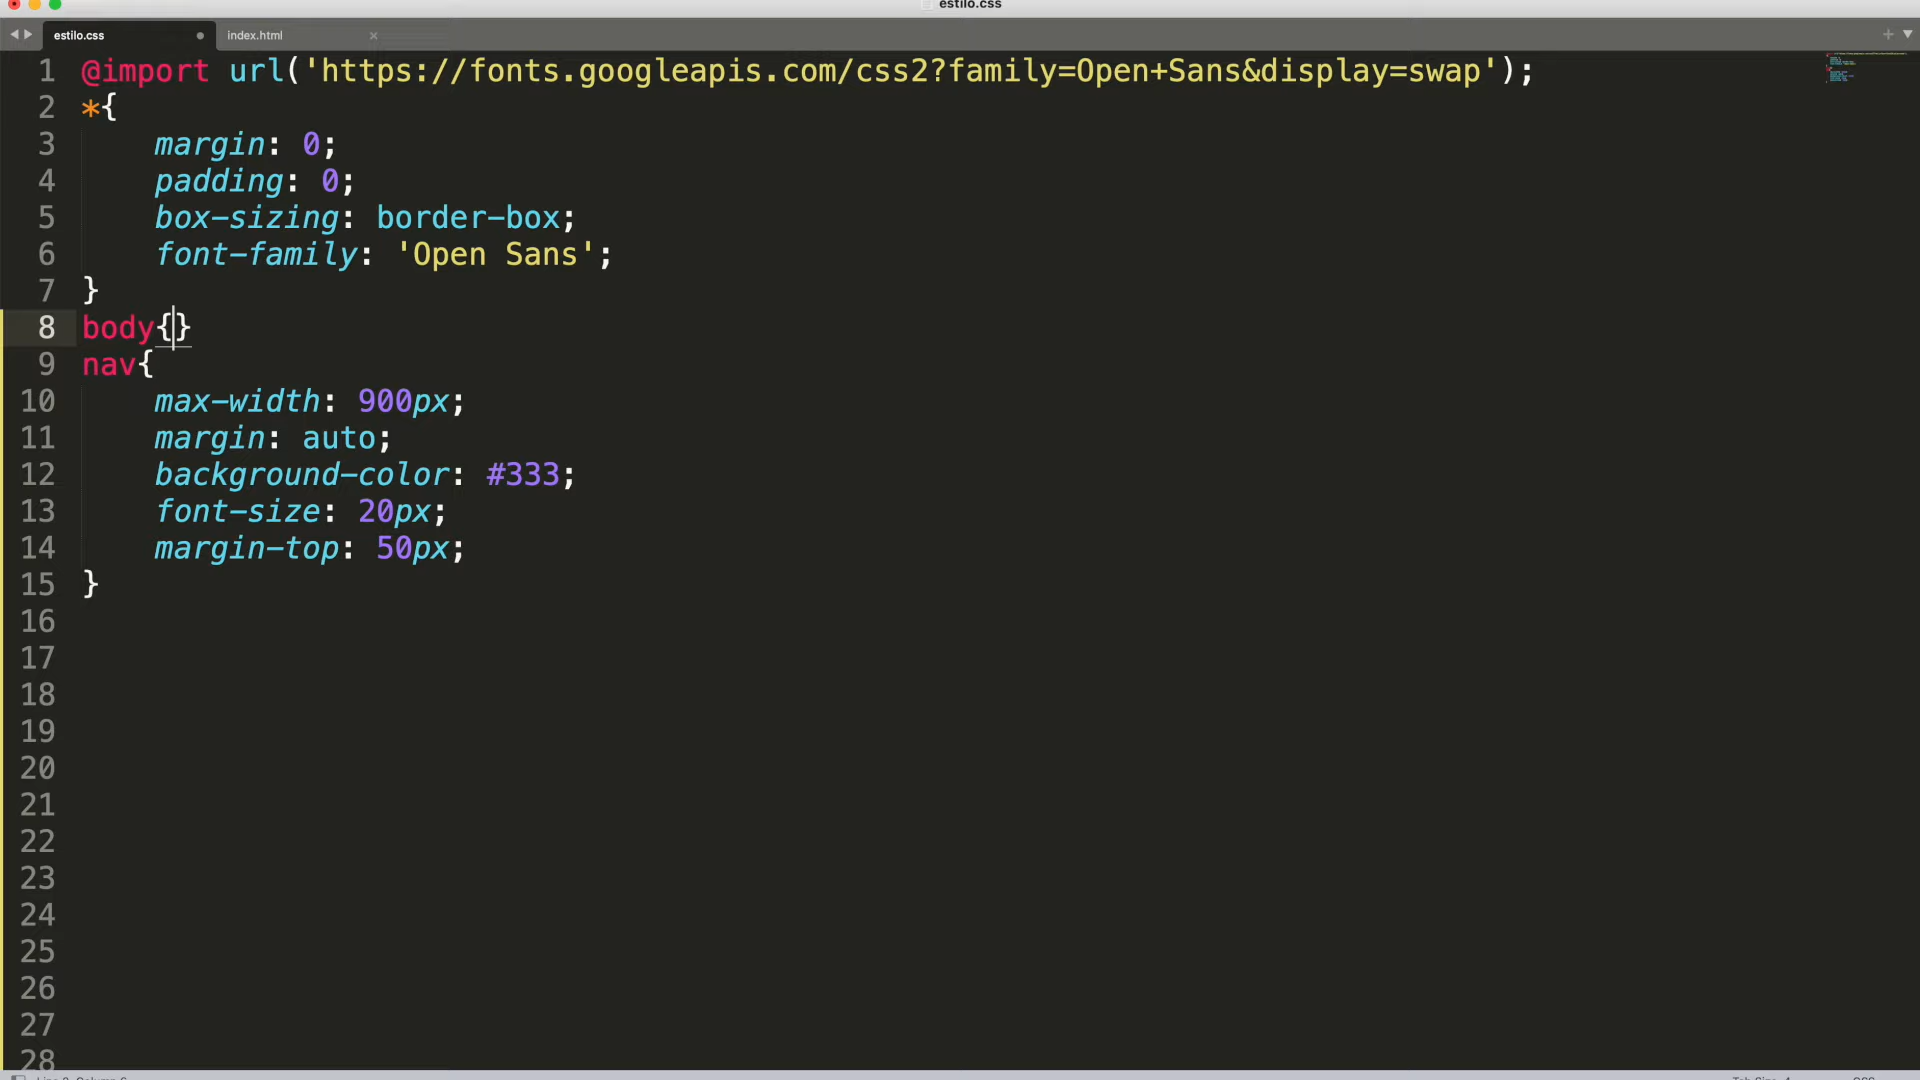 estilo.css
estilo.css
index.html
1 @import url('https://fonts.googleapis.com/css2?family=Open+Sans&display=swap');
2 *{
3 margin: 0;
4 padding: 0;
5 box-sizing: border-box;
6 font-family: 'Open Sans';
7 }
8 body{}
9 nav{
10 max-width: 900px;
11 margin: auto;
12 background-color: #333;
13 font-size: 20px;
14 margin-top: 50px;
15 }
16
17
18
19
20
21
22
23
24
25
26
27
28